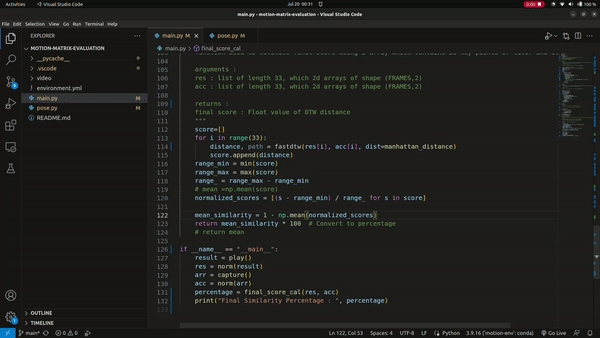 Activities
Visual Studio Code
Jul 20 00:31
100 %
main.py - motion-matrix-evaluation - Visual Studio Code
File Edit Selection View Go Run Terminal Help
EXPLORER
MOTION-MATRIX-EVALUATION
__pycache__
.vscode
video
environment.yml
main.py M
pose.py M
README.md
OUTLINE
TIMELINE
main.py M
pose.py M
main.py > final_score_cal
104
105 arguments :
106 res : list of length 33, which 2d arrays of shape (FRAMES,2)
107 acc : list of length 33, which 2d arrays of shape (FRAMES,2)
108
109 returns :
110 final score : Float value of DTW distance
111 """
112 score=[]
113 for i in range(33):
114 distance, path = fastdtw(res[i], acc[i], dist=manhattan_distance)
115 score.append(distance)
116 range_min = min(score)
117 range_max = max(score)
118 range_ = range_max - range_min
119 # mean =np.mean(score)
120 normalized_scores = [(s - range_min) / range_ for s in score]
121
122 mean_similarity = 1 - np.mean(normalized_scores)
123 return mean_similarity * 100 # Convert to percentage
124 # return mean
125
126 if __name__ == "__main__":
127 result = play()
128 res = norm(result)
129 arr = capture()
130 acc = norm(arr)
131 percentage = final_score_cal(res, acc)
132 print("Final Similarity Percentage : ", percentage)
133
main*
0 0
Ln 122, Col 53
Spaces: 4
UTF-8
LF
Python
3.9.16 ('motion-env': conda)
Go Live